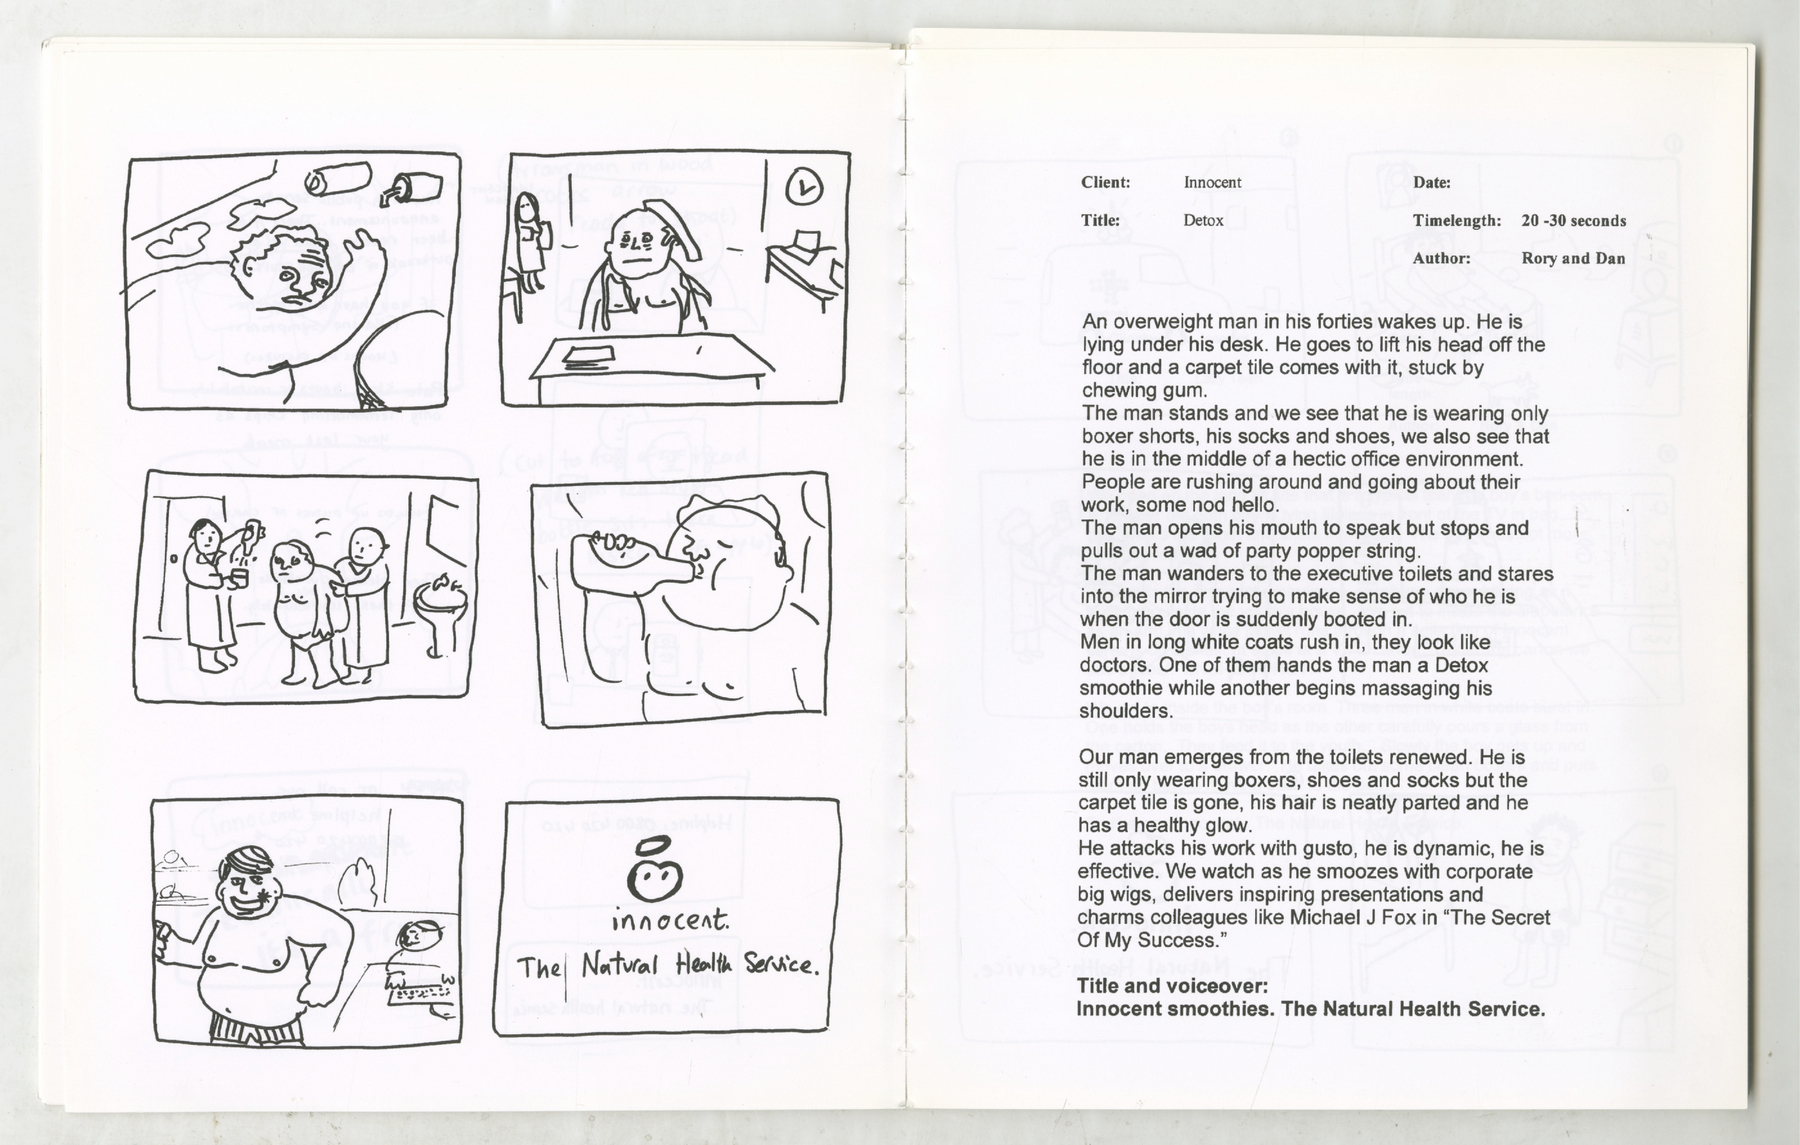 innocent.
The Natural Health Service.
Client: Innocent Date:
Title: Detox Timelength: 20 -30 seconds
Author: Rory and Dan
An overweight man in his forties wakes up. He is
lying under his desk. He goes to lift his head off the
floor and a carpet tile comes with it, stuck by
chewing gum.
The man stands and we see that he is wearing only
boxer shorts, his socks and shoes, we also see that
he is in the middle of a hectic office environment.
People are rushing around and going about their
work, some nod hello.
The man opens his mouth to speak but stops and
pulls out a wad of party popper string.
The man wanders to the executive toilets and stares
into the mirror trying to make sense of who he is
when the door is suddenly booted in.
Men in long white coats rush in, they look like
doctors. One of them hands the man a Detox
smoothie while another begins massaging his
shoulders.
Our man emerges from the toilets renewed. He is
still only wearing boxers, shoes and socks but the
carpet tile is gone, his hair is neatly parted and he
has a healthy glow.
He attacks his work with gusto, he is dynamic, he is
effective. We watch as he smoozes with corporate
big wigs, delivers inspiring presentations and
charms colleagues like Michael J Fox in “The Secret
Of My Success.”
Title and voiceover:
Innocent smoothies. The Natural Health Service.